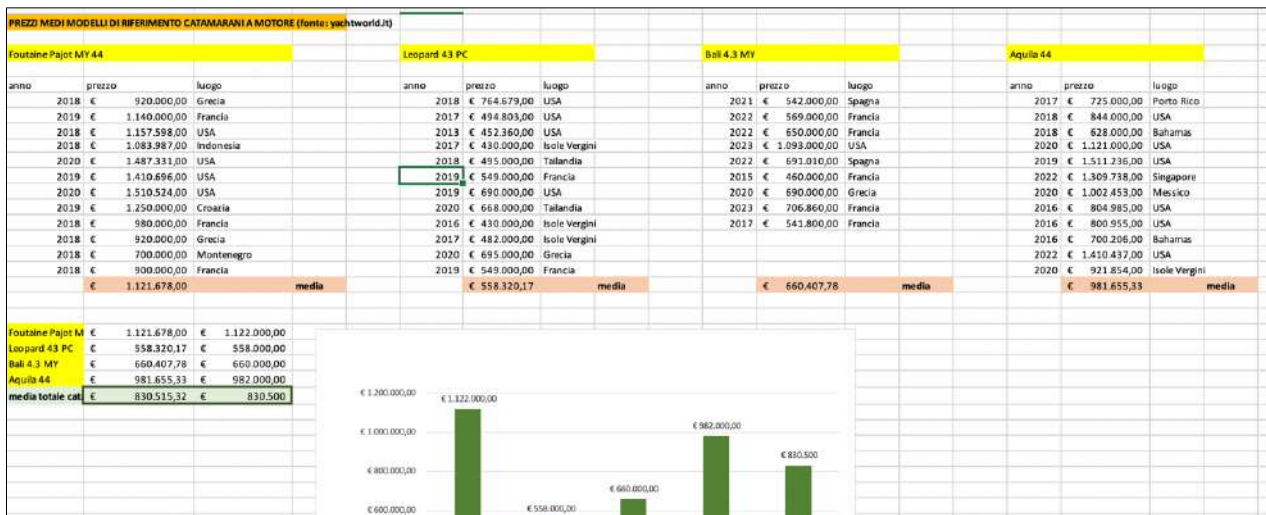 PREZZI MEDI MODELLI DI RIFERIMENTO CATAMARANI A MOTORE (fonte: yachtworld.it)
Foutaine Pajot MY 44 Leopard 43 PC Bali 4.3 MY Aquila 44
anno prezzo luogo anno prezzo luogo anno prezzo luogo anno prezzo luogo
2018 € 920.000,00 Grecia 2018 € 764.679,00 USA 2021 € 542.000,00 Spagna 2017 € 725.000,00 Porto Rico
2019 € 1.140.000,00 Francia 2017 € 494.803,00 USA 2022 € 569.000,00 Francia 2018 € 844.000,00 USA
2018 € 1.157.598,00 USA 2013 € 452.360,00 USA 2022 € 650.000,00 Francia 2018 € 628.000,00 Bahamas
2018 € 1.083.987,00 Indonesia 2017 € 430.000,00 Isole Vergini 2023 € 1.093.000,00 USA 2020 € 1.121.000,00 USA
2020 € 1.487.331,00 USA 2018 € 495.000,00 Tailandia 2022 € 691.010,00 Spagna 2019 € 1.511.236,00 USA
2019 € 1.410.696,00 USA 2019 € 549.000,00 Francia 2015 € 460.000,00 Francia 2022 € 1.309.738,00 Singapore
2020 € 1.510.524,00 USA 2019 € 690.000,00 USA 2020 € 690.000,00 Grecia 2020 € 1.002.453,00 Messico
2019 € 1.250.000,00 Croazia 2020 € 668.000,00 Tailandia 2023 € 706.860,00 Francia 2016 € 804.985,00 USA
2018 € 980.000,00 Francia 2016 € 430.000,00 Isole Vergini 2017 € 541.800,00 Francia 2016 € 800.955,00 USA
2018 € 920.000,00 Grecia 2017 € 482.000,00 Isole Vergini 2016 € 700.206,00 Bahamas
2018 € 700.000,00 Montenegro 2020 € 695.000,00 Grecia 2022 € 1.410.437,00 USA
2018 € 900.000,00 Francia 2019 € 549.000,00 Francia 2020 € 921.854,00 Isole Vergini
€ 1.121.678,00 media € 558.320,17 media € 660.407,78 media € 981.655,33 media
Foutaine Pajot M € 1.121.678,00 € 1.122.000,00
Leopard 43 PC € 558.320,17 € 558.000,00
Bali 4.3 MY € 660.407,78 € 660.000,00
Aquila 44 € 981.655,33 € 982.000,00
media totale cat. € 830.515,32 € 830.500
€ 1.200.000,00
€ 1.122.000,00
€ 1.000.000,00
€ 982.000,00
€ 830.500
€ 800.000,00
€ 660.000,00
€ 600.000,00
€ 558.000,00